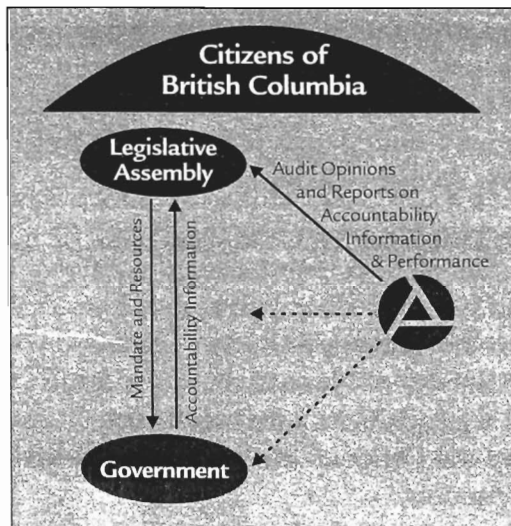 Citizens of
British Columbia
Legislative
Assembly
Audit Opinions
and Reports on
Accountability
Information
& Performance
Mandate and Resources
Accountability Information
Government